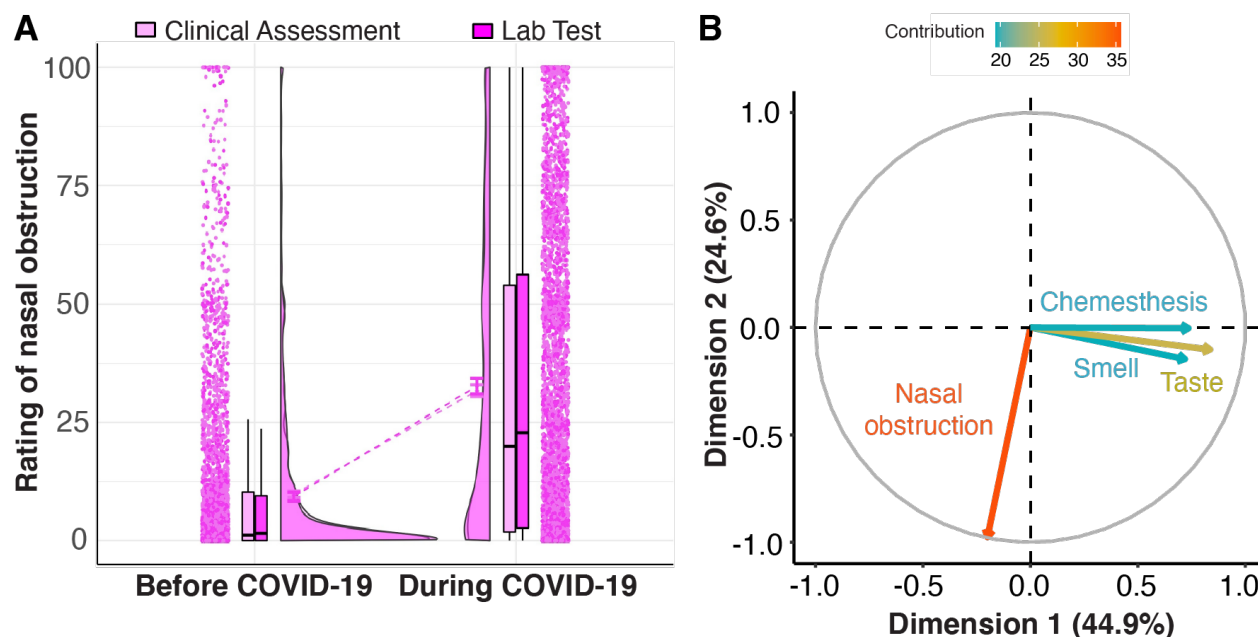 A
Clinical Assessment
Lab Test
Rating of nasal obstruction
100
75
50
25
0
Before COVID-19
During COVID-19
B
Contribution
20 25 30 35
Dimension 2 (24.6%)
1.0
0.5
0.0
-0.5
-1.0
Chemesthesis
Smell
Taste
Nasal
obstruction
-1.0 -0.5 0.0 0.5 1.0
Dimension 1 (44.9%)